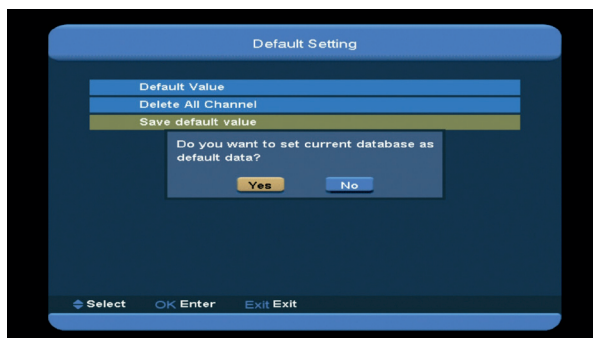 Default Setting
Default Value
Delete All Channel
Save default value
Do you want to set current database as
default data?
Yes No
Select OK Enter Exit Exit